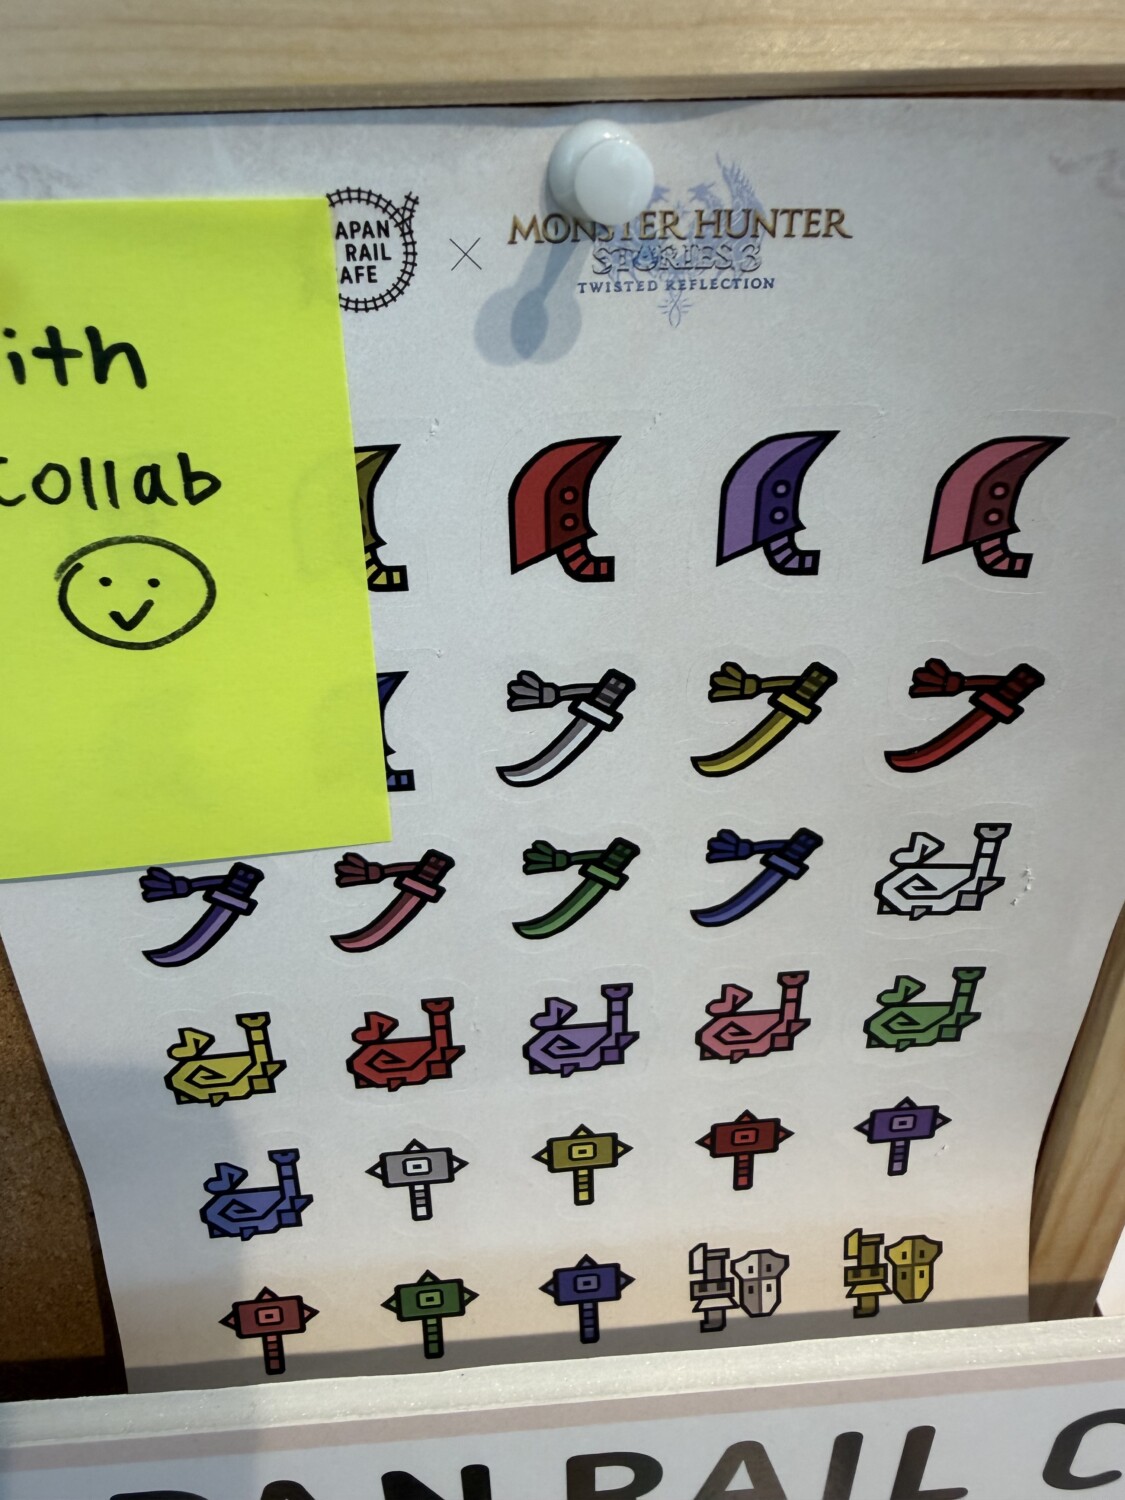 APAN
RAIL
AFE
×
MONSTER HUNTER
STORIES 3
TWISTED REFLECTION
ith
collab
PAN RAIL C